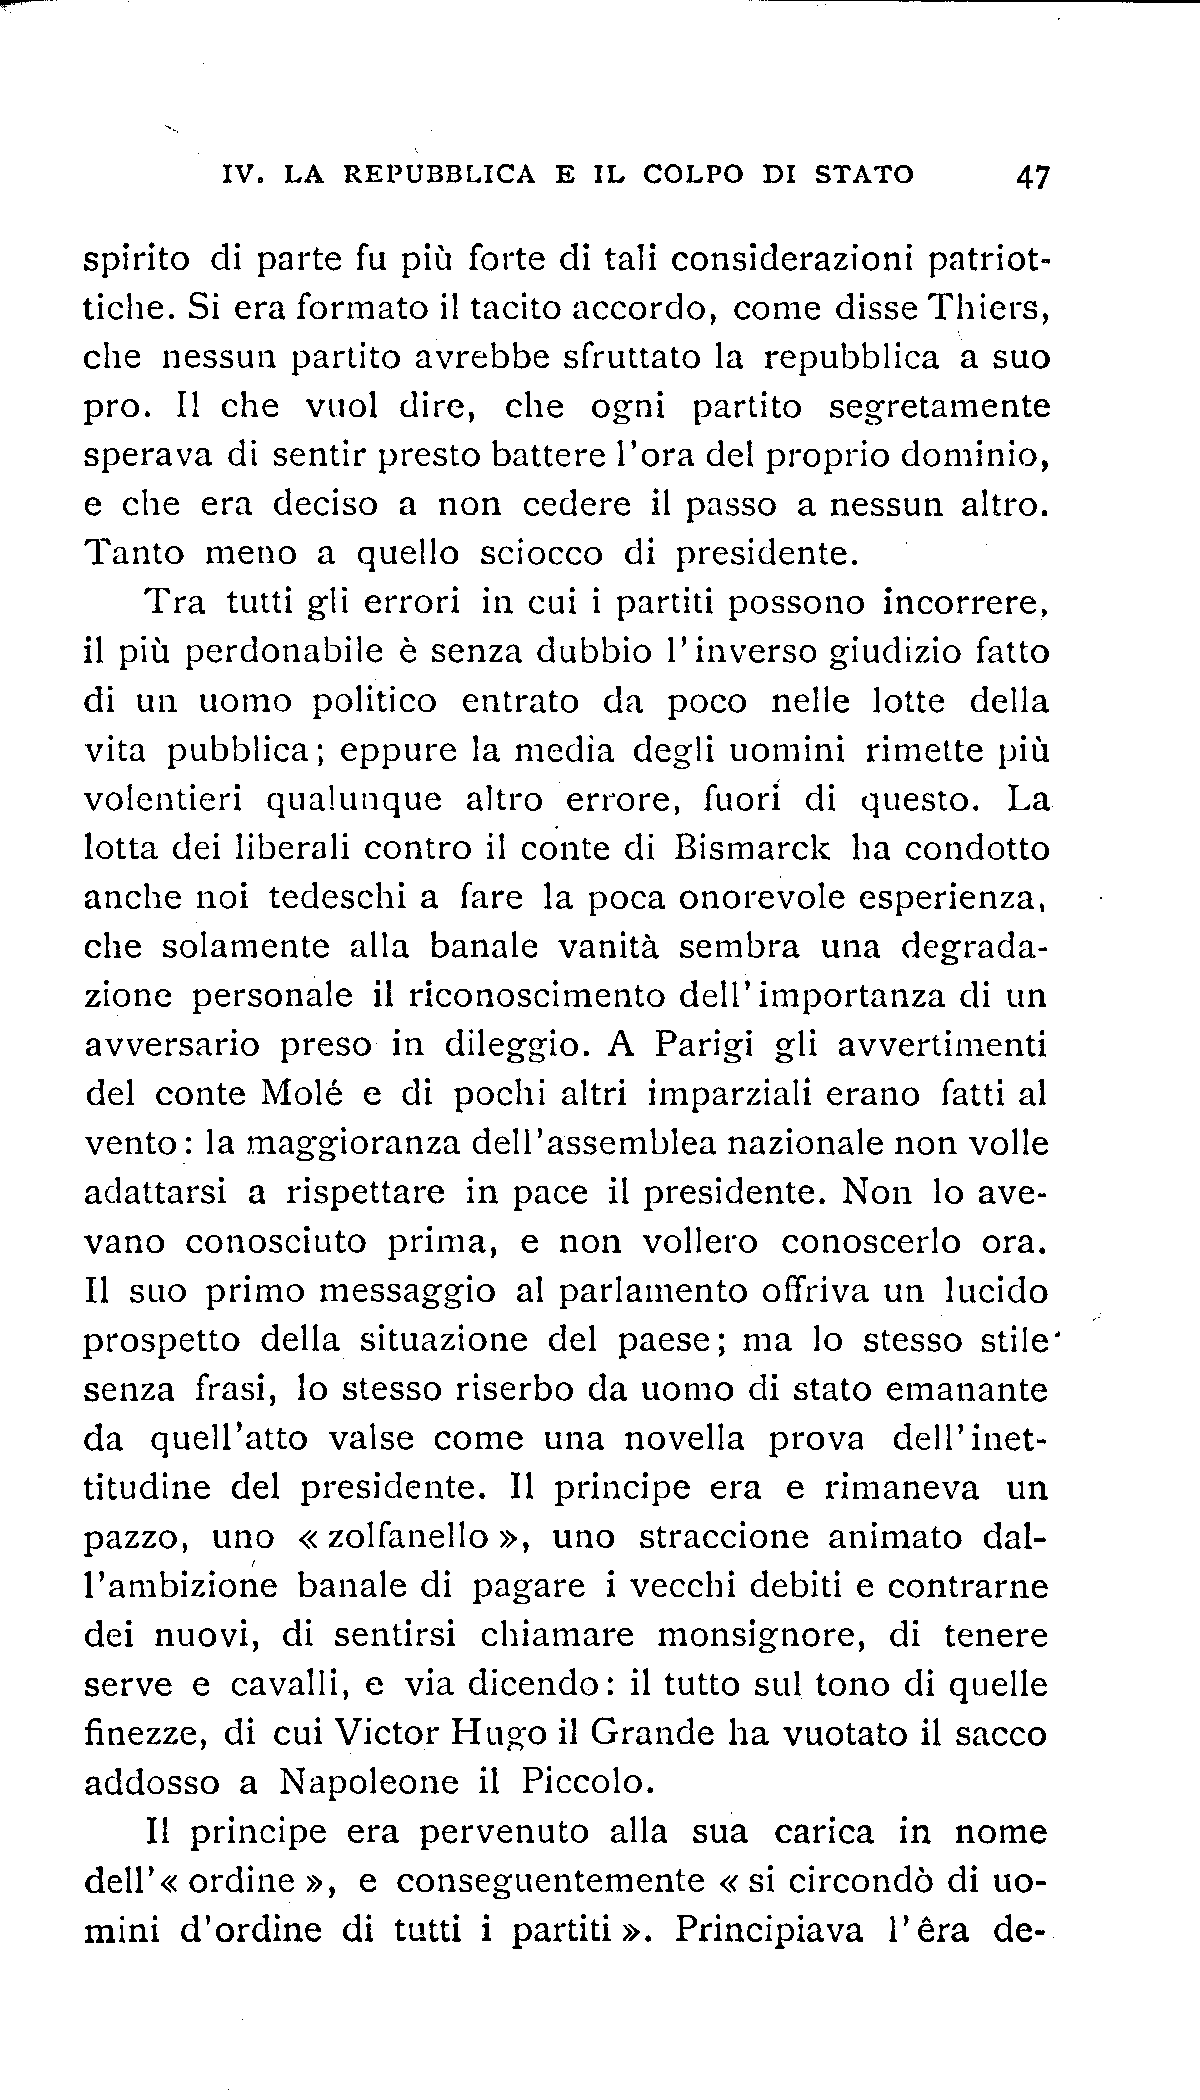 IV. LA REPUBBLICA E IL COLPO DI STATO 47
spirito di parte fu più forte di tali considerazioni patriot-
tiche. Si era formato il tacito accordo, come disse Thiers,
che nessun partito avrebbe sfruttato la repubblica a suo
pro. Il che vuol dire, che ogni partito segretamente
sperava di sentir presto battere l'ora del proprio dominio,
e che era deciso a non cedere il passo a nessun altro.
Tanto meno a quello sciocco di presidente.
Tra tutti gli errori in cui i partiti possono incorrere,
il più perdonabile è senza dubbio l'inverso giudizio fatto
di un uomo politico entrato da poco nelle lotte della
vita pubblica; eppure la media degli uomini rimette più
volentieri qualunque altro errore, fuori di questo. La
lotta dei liberali contro il conte di Bismarck ha condotto
anche noi tedeschi a fare la poca onorevole esperienza,
che solamente alla banale vanità sembra una degrada-
zione personale il riconoscimento dell'importanza di un
avversario preso in dileggio. A Parigi gli avvertimenti
del conte Molé e di pochi altri imparziali erano fatti al
vento: la maggioranza dell'assemblea nazionale non volle
adattarsi a rispettare in pace il presidente. Non lo ave-
vano conosciuto prima, e non vollero conoscerlo ora.
Il suo primo messaggio al parlamento offriva un lucido
prospetto della situazione del paese; ma lo stesso stile
senza frasi, lo stesso riserbo da uomo di stato emanante
da quell'atto valse come una novella prova dell'inet-
titudine del presidente. Il principe era e rimaneva un
pazzo, uno « zolfanello », uno straccione animato dal-
l'ambizione banale di pagare i vecchi debiti e contrarne
dei nuovi, di sentirsi chiamare monsignore, di tenere
serve e cavalli, e via dicendo: il tutto sul tono di quelle
finezze, di cui Victor Hugo il Grande ha vuotato il sacco
addosso a Napoleone il Piccolo.
Il principe era pervenuto alla sua carica in nome
dell'« ordine », e conseguentemente « si circondò di uo-
mini d'ordine di tutti i partiti ». Principiava l'êra de-